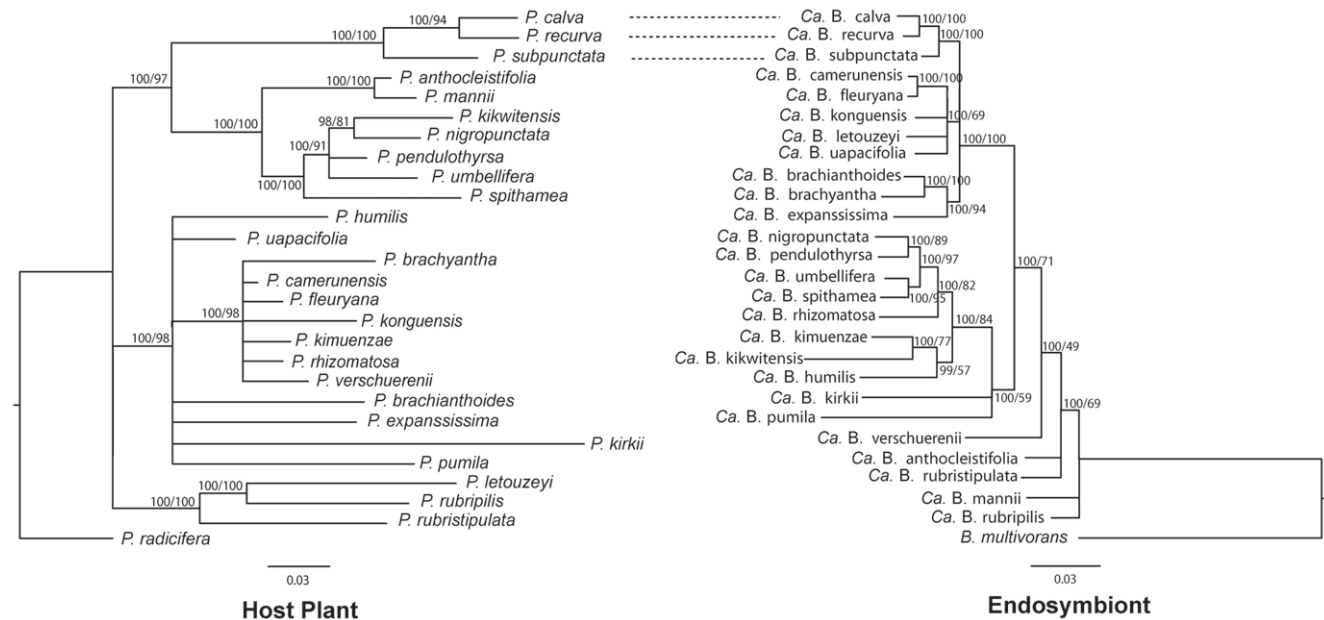 100/94
P. calva
P. recurva
100/100
P. subpunctata
100/97
P. anthocleistifolia
100/100
P. mannii
100/100
P. kikwitensis
98/81
P. nigropunctata
100/91
P. pendulothyrsa
P. umbellifera
100/100
P. spithamea
P. humilis
P. uapacifolia
P. brachyantha
P. camerunensis
P. fleuryana
100/98
P. konguensis
100/98
P. kimuenzae
P. rhizomatosa
P. verschuerenii
P. brachianthoides
P. expanssissima
P. kirkii
P. pumila
P. letouzeyi
100/100
100/100
P. rubripilis
P. rubristipulata
P. radicifera
0.03
Host Plant
Ca. B. calva
100/100
Ca. B. recurva
100/100
Ca. B. subpunctata
Ca. B. camerunensis
100/100
Ca. B. fleuryana
Ca. B. konguensis
100/69
Ca. B. letouzeyi
100/100
Ca. B. uapacifolia
Ca. B. brachianthoides
100/100
Ca. B. brachyantha
Ca. B. expanssissima
100/94
Ca. B. nigropunctata
100/89
Ca. B. pendulothyrsa
100/97
100/71
Ca. B. umbellifera
100/82
Ca. B. spithamea
100/95
Ca. B. rhizomatosa
100/84
Ca. B. kimuenzae
100/77
100/49
Ca. B. kikwitensis
99/57
Ca. B. humilis
Ca. B. kirkii
100/59
100/69
Ca. B. pumila
Ca. B. verschuerenii
Ca. B. anthocleistifolia
Ca. B. rubristipulata
Ca. B. mannii
Ca. B. rubripilis
B. multivorans
0.03
Endosymbiont